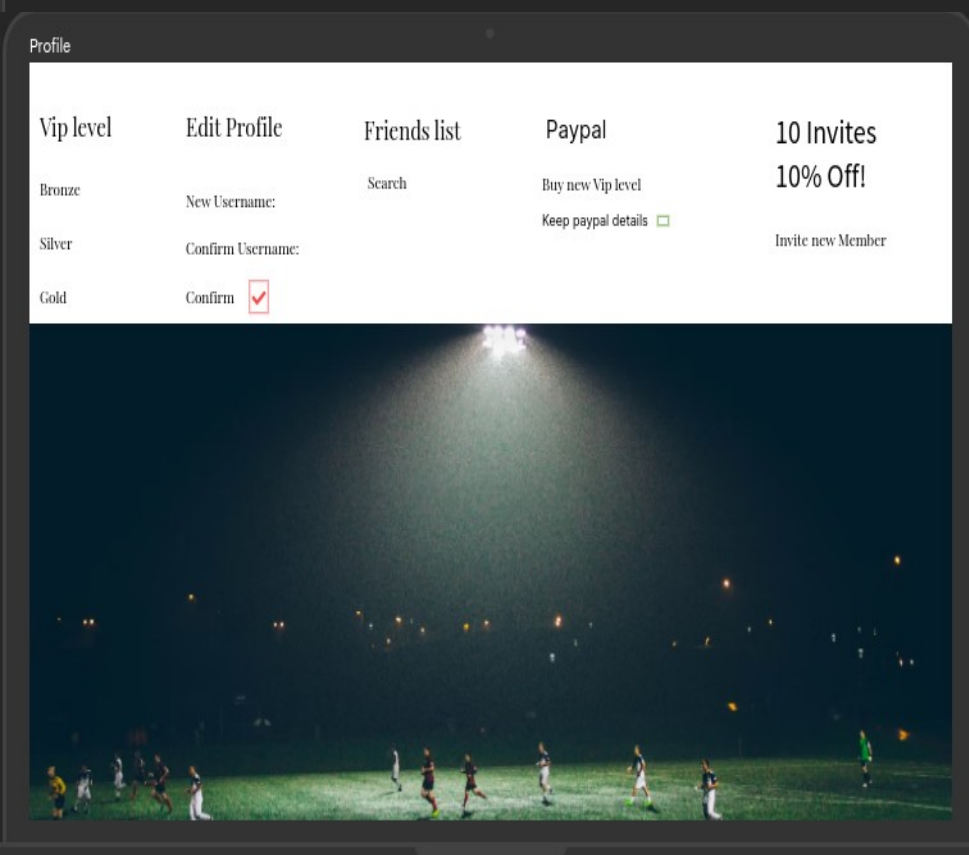 Profile
Vip level
Bronze
Silver
Gold
Edit Profile
New Username:
Confirm Username:
Confirm
Friends list
Search
Paypal
Buy new Vip level
Keep paypal details
10 Invites
10% Off!
Invite new Member